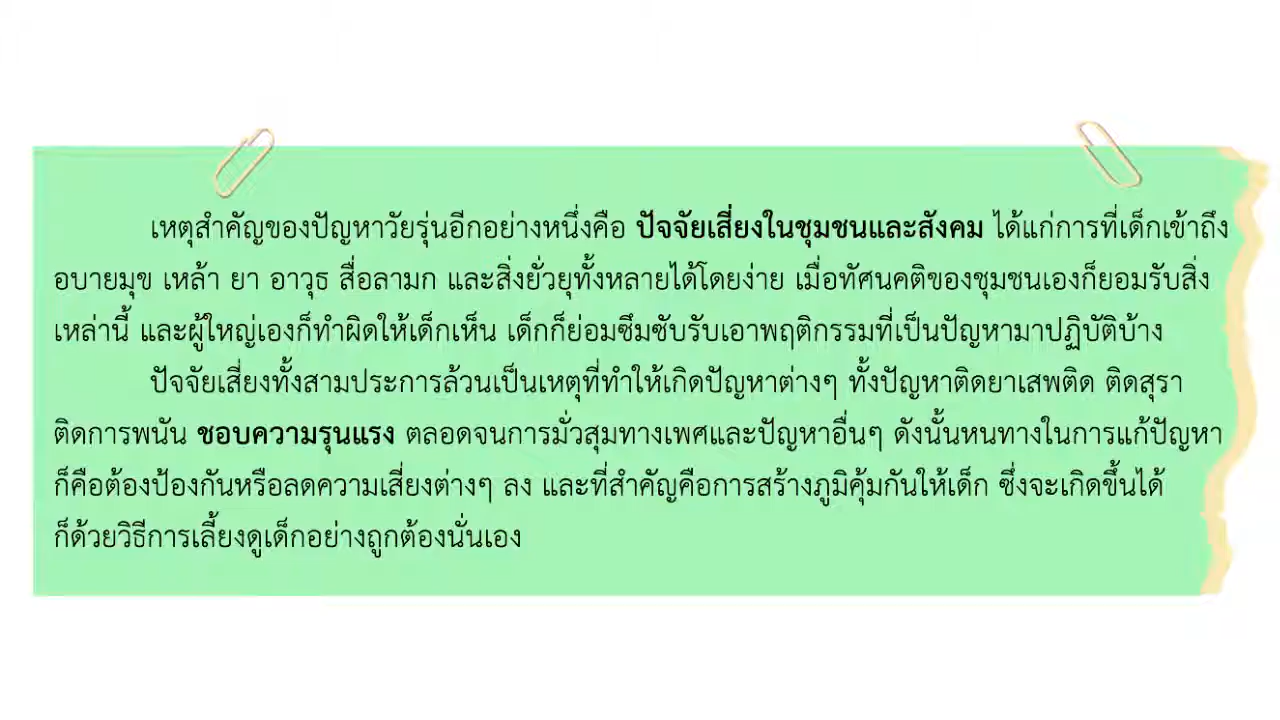 เหตุสำคัญของปัญหาวัยรุ่นอีกอย่างหนึ่งคือ ปัจจัยเสี่ยงในชุมชนและสังคม ได้แก่การที่เด็กเข้าถึง
อบายมุข เหล้า ยา อาวุธ สื่อลามก และสิ่งยั่วยุทั้งหลายได้โดยง่าย เมื่อทัศนคติของชุมชนเองก็ยอมรับสิ่ง
เหล่านี้ และผู้ใหญ่เองก็ทำผิดให้เด็กเห็น เด็กก็ย่อมซึมซับรับเอาพฤติกรรมที่เป็นปัญหามาปฏิบัติบ้าง
ปัจจัยเสี่ยงทั้งสามประการล้วนเป็นเหตุที่ทำให้เกิดปัญหาต่างๆ ทั้งปัญหาติดยาเสพติด ติดสุรา
ติดการพนัน ชอบความรุนแรง ตลอดจนการมั่วสุมทางเพศและปัญหาอื่นๆ ดังนั้นหนทางในการแก้ปัญหา
ก็คือต้องป้องกันหรือลดความเสี่ยงต่างๆ ลง และที่สำคัญคือการสร้างภูมิคุ้มกันให้เด็ก ซึ่งจะเกิดขึ้นได้
ก็ด้วยวิธีการเลี้ยงดูเด็กอย่างถูกต้องนั่นเอง